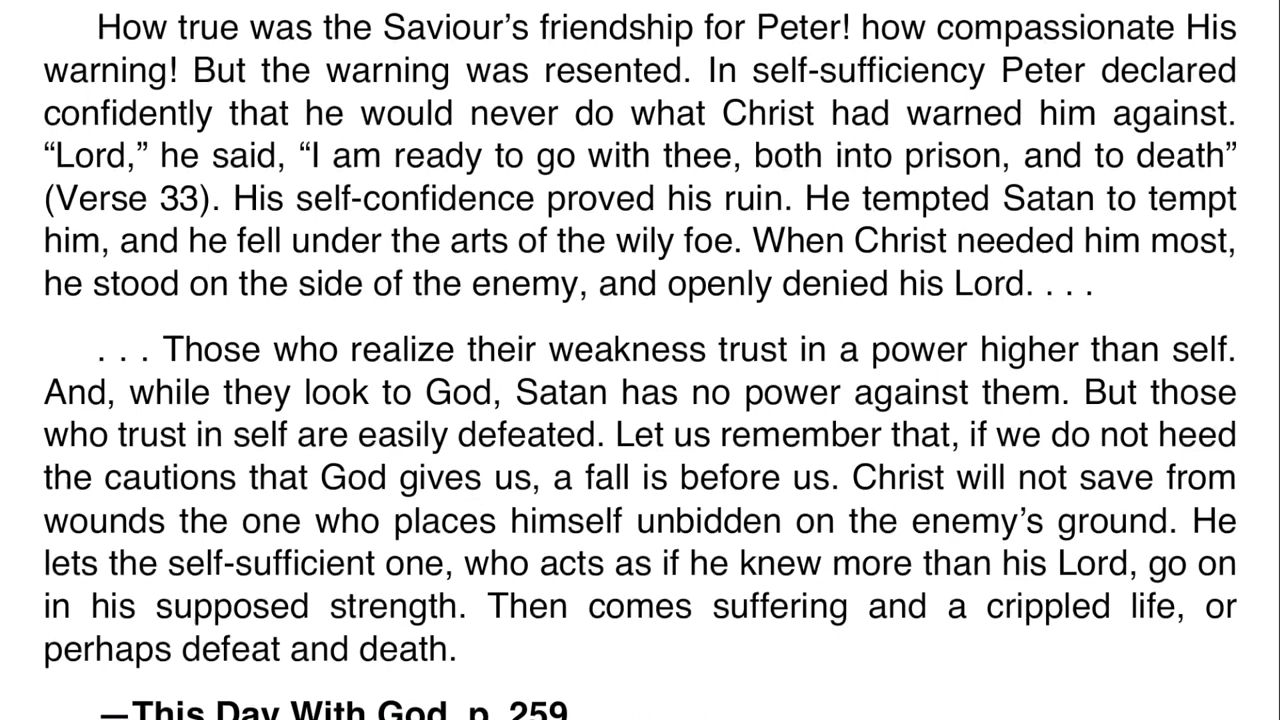 How true was the Saviour’s friendship for Peter! how compassionate His
warning! But the warning was resented. In self-sufficiency Peter declared
confidently that he would never do what Christ had warned him against.
“Lord,” he said, “I am ready to go with thee, both into prison, and to death”
(Verse 33). His self-confidence proved his ruin. He tempted Satan to tempt
him, and he fell under the arts of the wily foe. When Christ needed him most,
he stood on the side of the enemy, and openly denied his Lord. . . .
. . . Those who realize their weakness trust in a power higher than self.
And, while they look to God, Satan has no power against them. But those
who trust in self are easily defeated. Let us remember that, if we do not heed
the cautions that God gives us, a fall is before us. Christ will not save from
wounds the one who places himself unbidden on the enemy’s ground. He
lets the self-sufficient one, who acts as if he knew more than his Lord, go on
in his supposed strength. Then comes suffering and a crippled life, or
perhaps defeat and death.
—This Day With God, p. 259